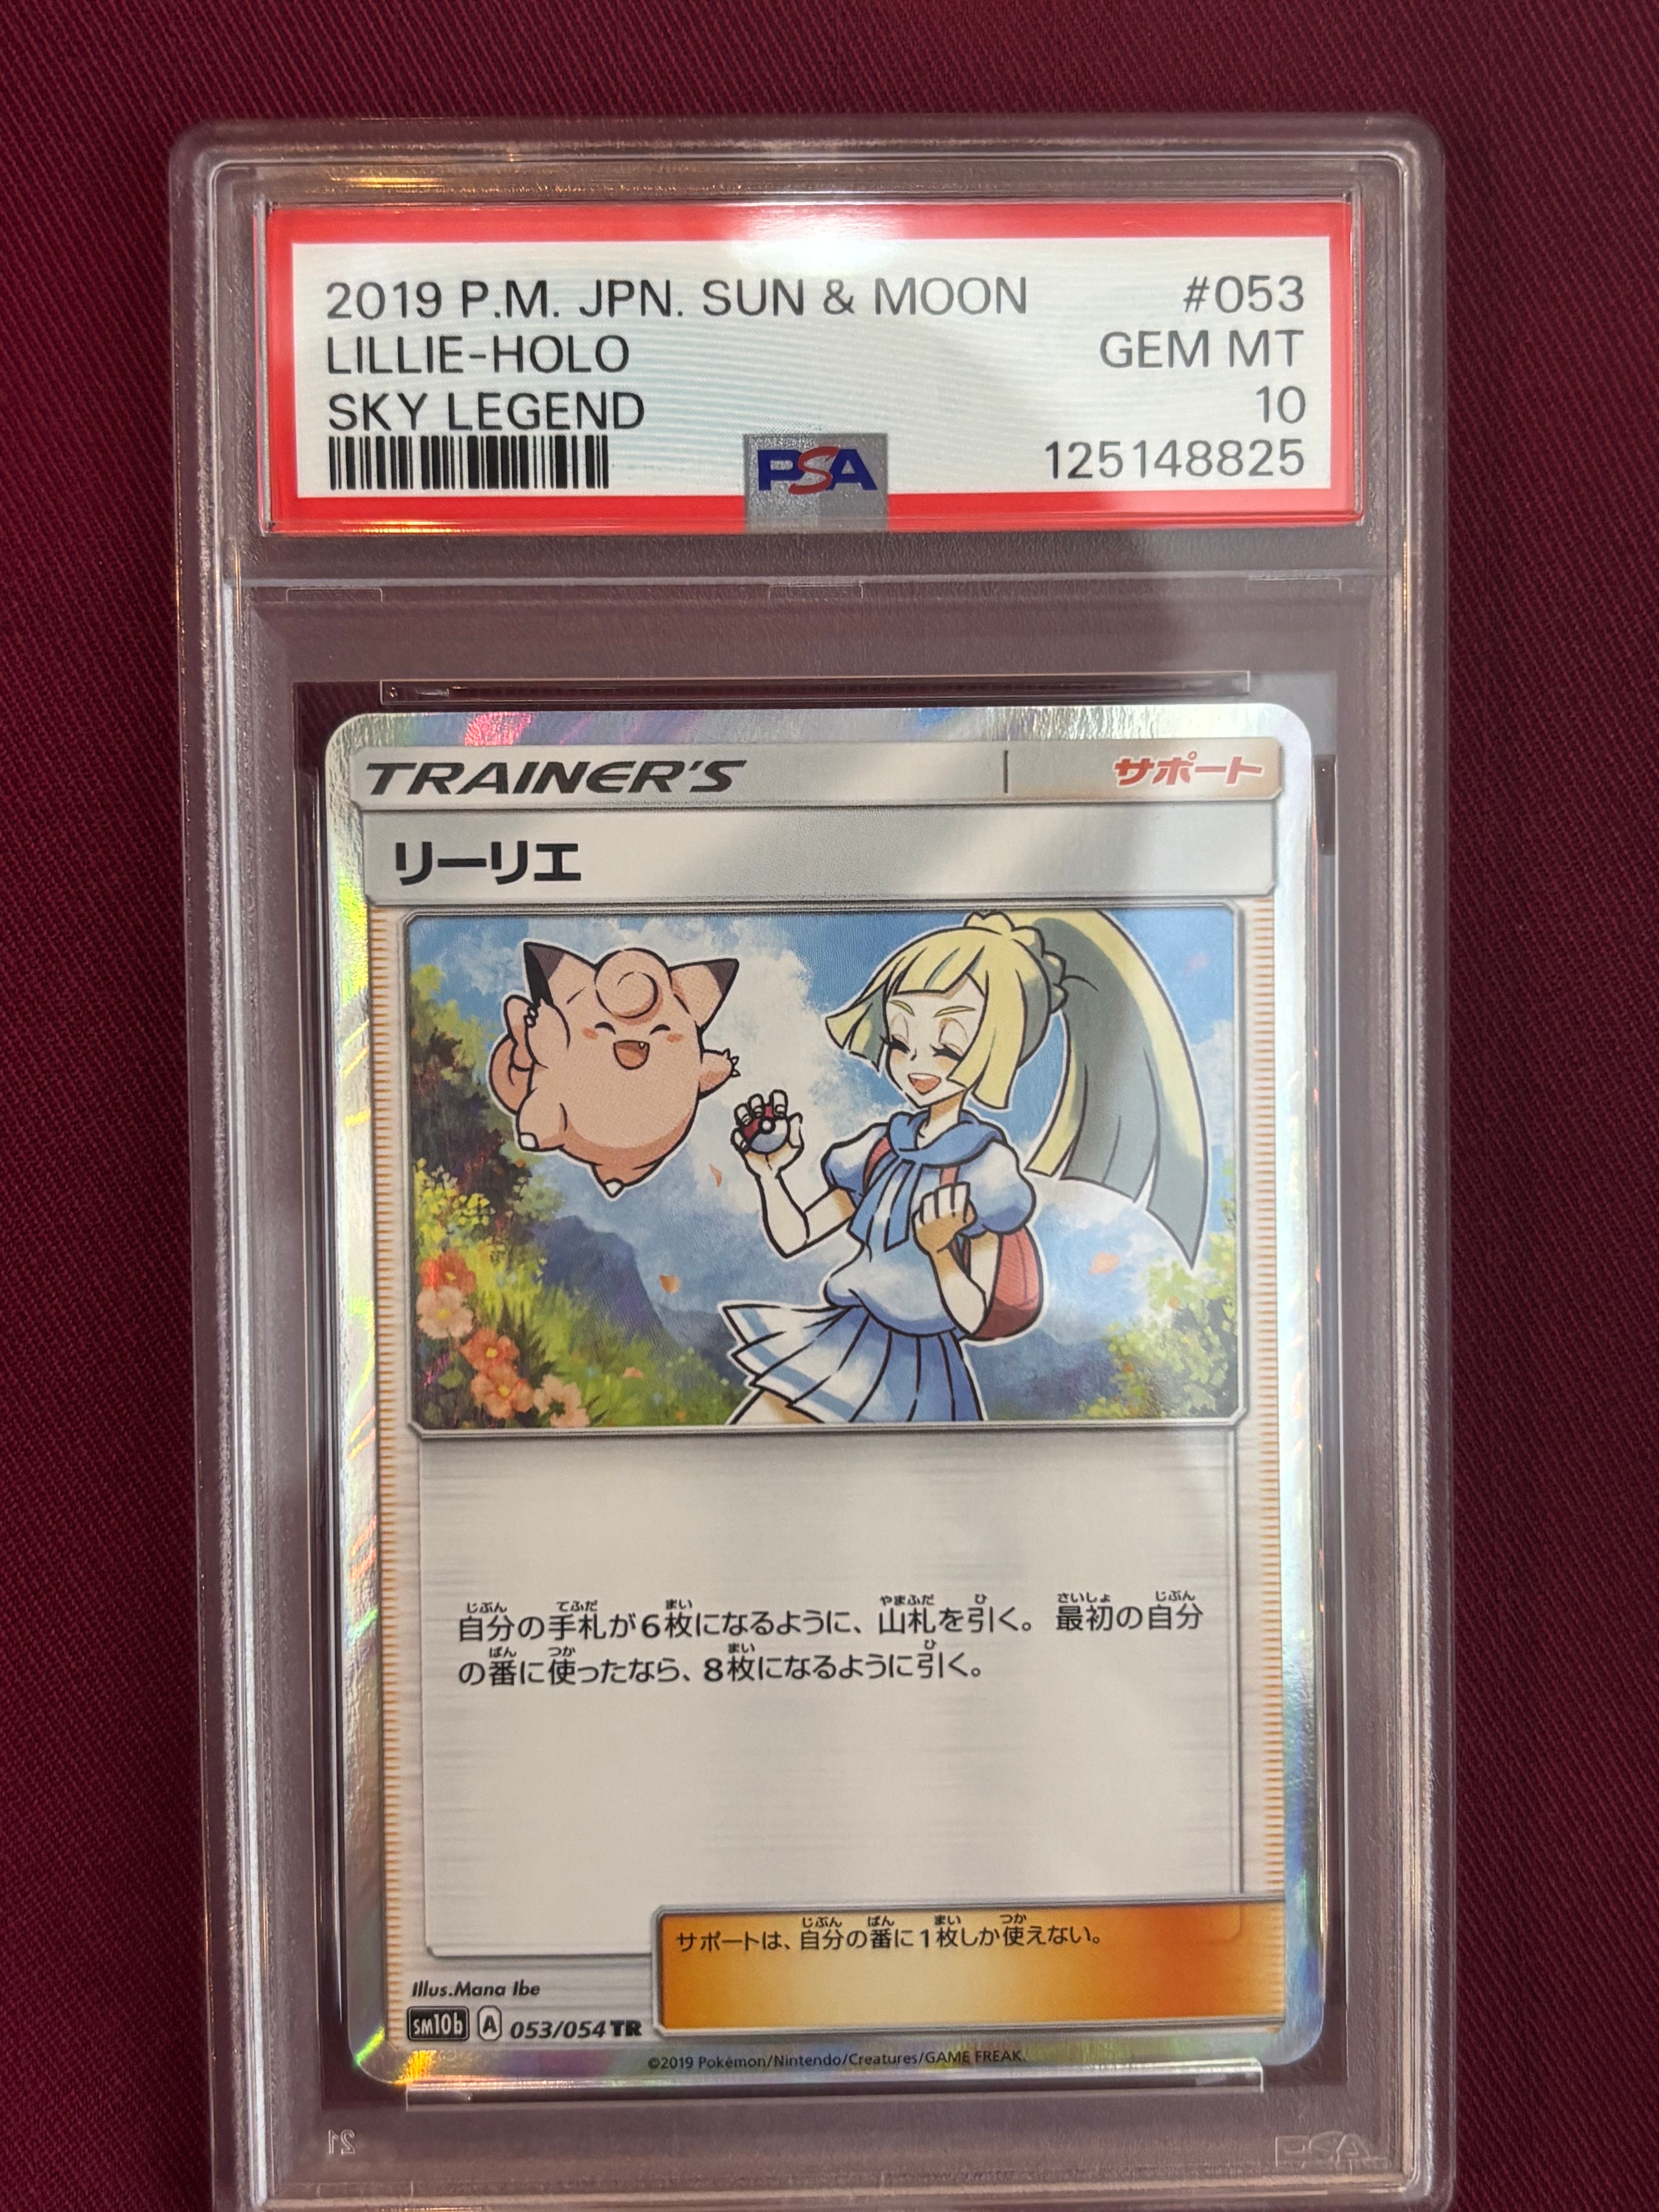 2019 P.M. JPN. SUN & MOON #053
LILLIE-HOLO GEM MT
SKY LEGEND 10
PSA 125148825
TRAINER'S サポート
リーリエ
自分の手札が6枚になるように、山札を引く。最初の自分
の番に使ったなら、8枚になるように引く。
サポートは、自分の番に1枚しか使えない。
Illus.Mana Ibe
SM10b A 053/054 TR
©2019 Pokémon/Nintendo/Creatures/GAME FREAK.
21 PSA